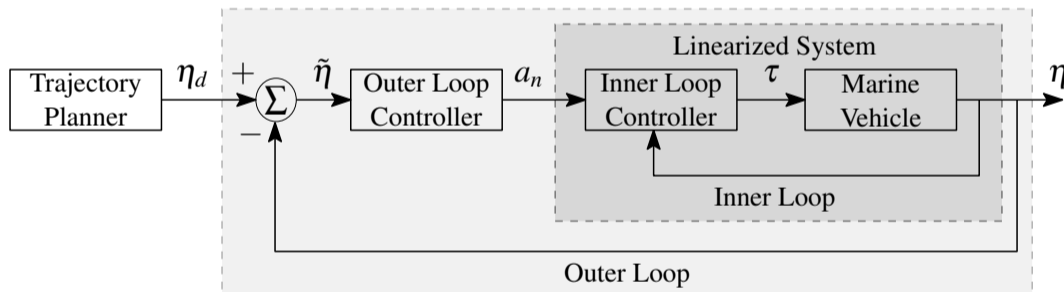 Linearized System
Trajectory
Planner
η_d
+
−
Σ
η̃
Outer Loop
Controller
a_n
Inner Loop
Controller
τ
Marine
Vehicle
η
Inner Loop
Outer Loop